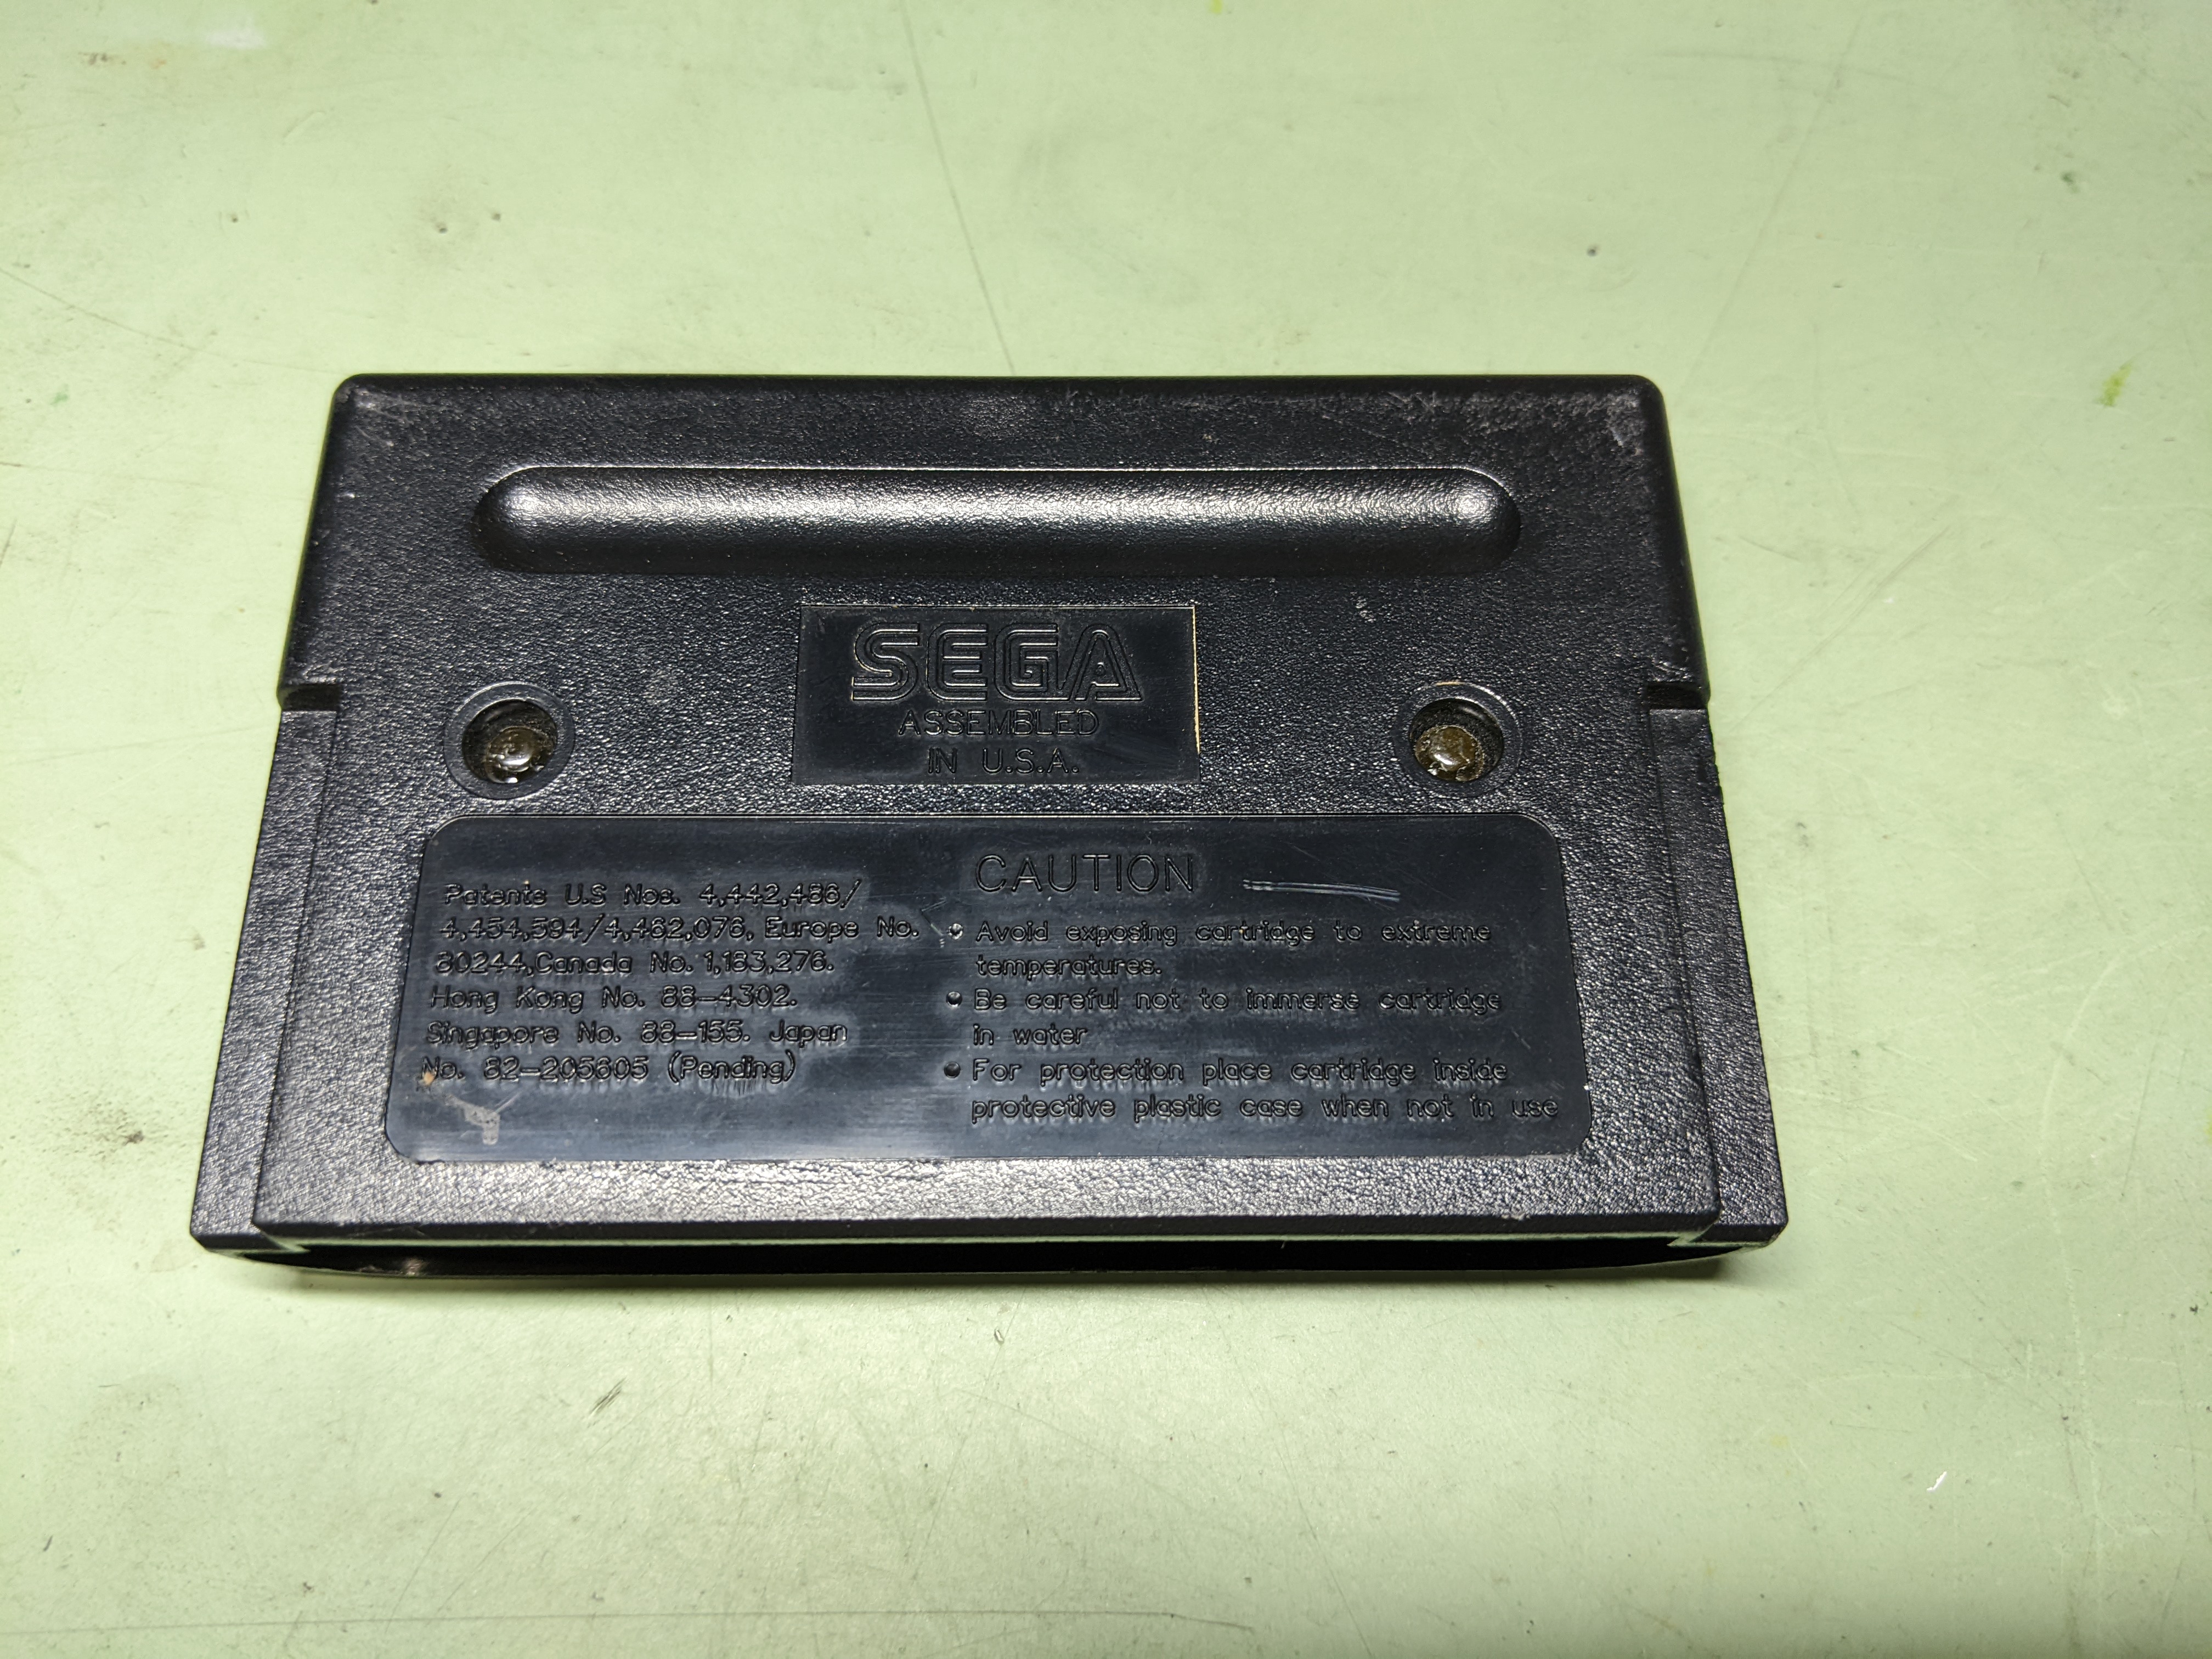 SEGA
ASSEMBLED
IN U.S.A.
Patents U.S Nos. 4,442,486/
4,454,594/4,462,076, Europe No.
80244,Canada No. 1,183,276.
Hong Kong No. 88-4302.
Singapore No. 88-155. Japan
No. 82-205605 (Pending)
CAUTION
• Avoid exposing cartridge to extreme
temperatures.
• Be careful not to immerse cartridge
in water
• For protection place cartridge inside
protective plastic case when not in use